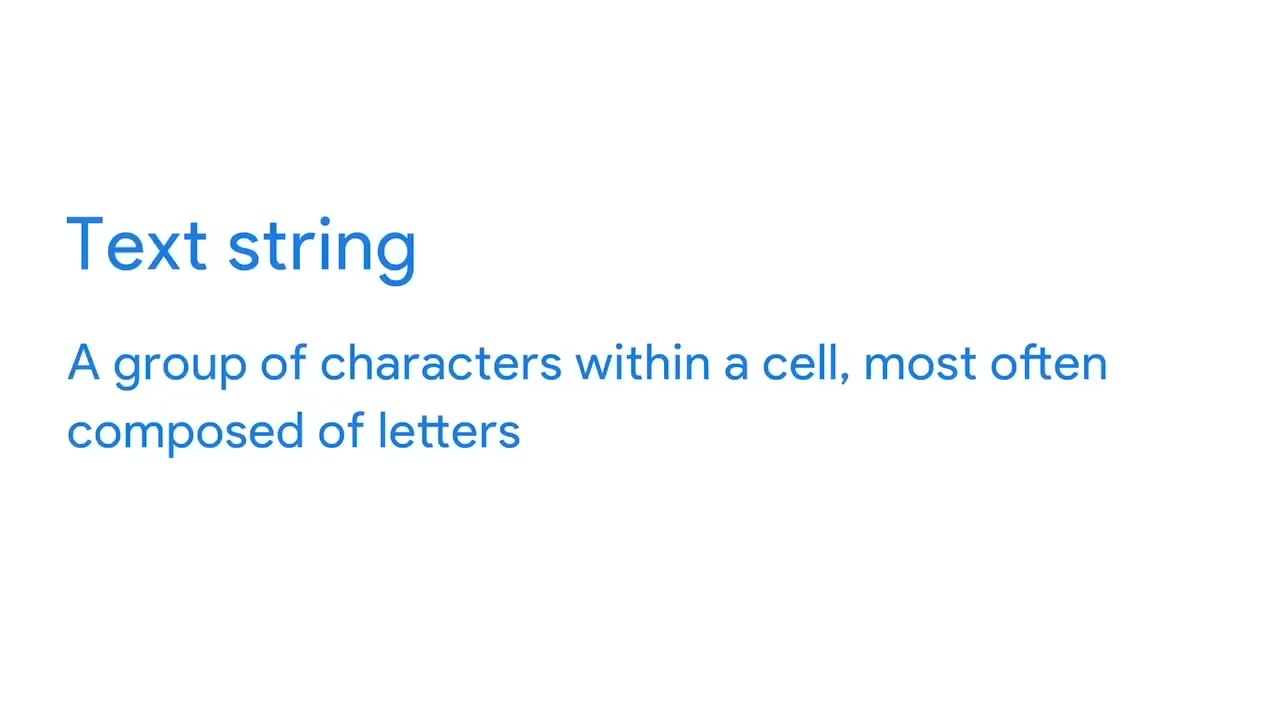 Text string
A group of characters within a cell, most often
composed of letters